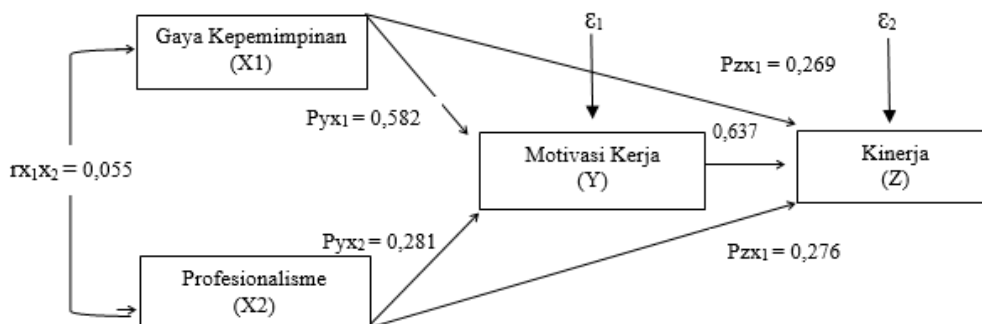 Gaya Kepemimpinan
(X1)
ε₁
ε₂
Pzx₁ = 0,269
Pyx₁ = 0,582
0,637
Motivasi Kerja
(Y)
Kinerja
(Z)
rx₁x₂ = 0,055
Pyx₂ = 0,281
Pzx₁ = 0,276
Profesionalisme
(X2)